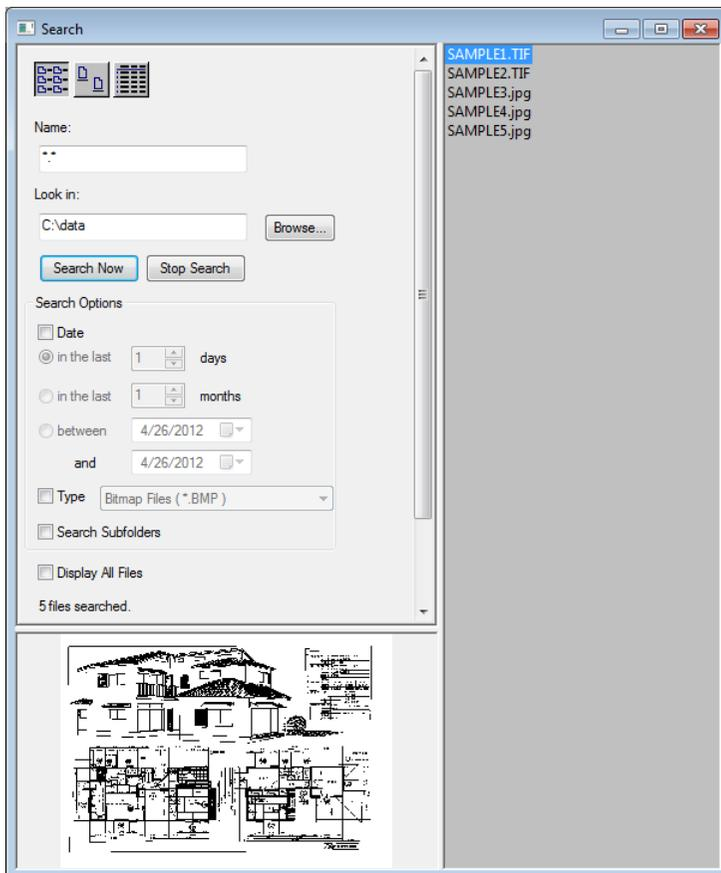 Search
Name:
*.*
Look in:
C:\data
Browse...
Search Now
Stop Search
Search Options
Date
in the last 1 days
in the last 1 months
between 4/26/2012
and 4/26/2012
Type Bitmap Files ( *.BMP )
Search Subfolders
Display All Files
5 files searched.
SAMPLE1.TIF
SAMPLE2.TIF
SAMPLE3.jpg
SAMPLE4.jpg
SAMPLE5.jpg